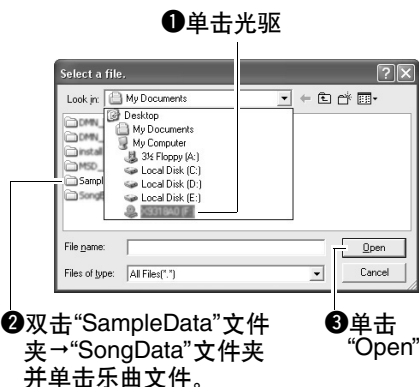 ❶单击光驱
Select a file.
Look in: My Documents
Desktop
My Documents
My Computer
3½ Floppy (A:)
Local Disk (C:)
Local Disk (D:)
Local Disk (E:)
Sampl
File name:
Open
Files of type: All Files(*.*)
Cancel
❷双击“SampleData”文件
夹→“SongData”文件夹
并单击乐曲文件。
❸单击
“Open”